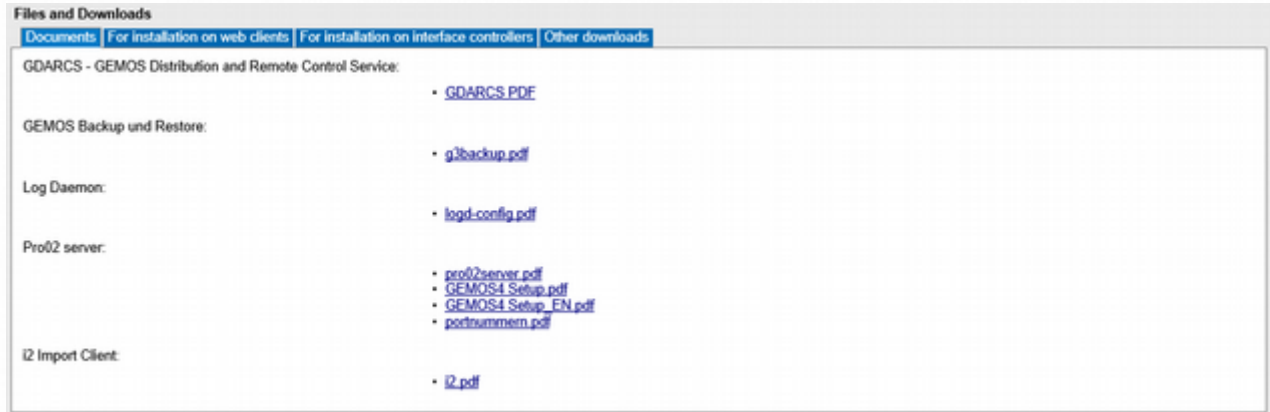 Files and Downloads
Documents For installation on web clients For installation on interface controllers Other downloads
GDARCS - GEMOS Distribution and Remote Control Service:
• GDARCS PDF
GEMOS Backup und Restore:
• g3backup.pdf
Log Daemon:
• logd-config.pdf
Pro02 server:
• pro02server.pdf
• GEMOS4 Setup.pdf
• GEMOS4 Setup_EN.pdf
• portnummern.pdf
i2 Import Client:
• i2.pdf